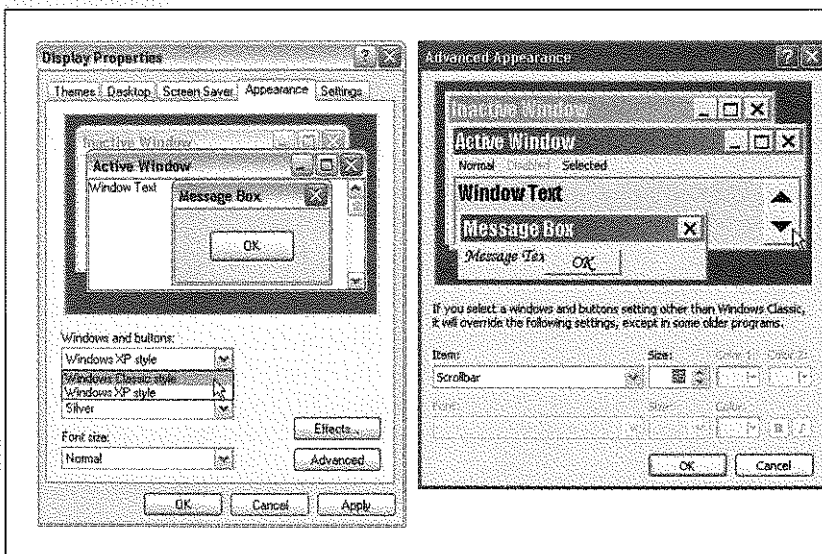 Display Properties
Themes Desktop Screen Saver Appearance Settings
Inactive Window
Active Window
Window Text
Message Box
OK
Windows and buttons:
Windows XP style
Windows Classic style
Windows XP style
Silver
Font size:
Normal
Effects...
Advanced
OK Cancel Apply
Advanced Appearance
Inactive Window
Active Window
Normal Disabled Selected
Window Text
Message Box
Message Tex
OK
If you select a windows and buttons setting other than Windows Classic,
it will override the following settings, except in some older programs.
Item: Size: Color 1: Color 2:
Scrollbar
Font: Size: Color:
B I
OK Cancel